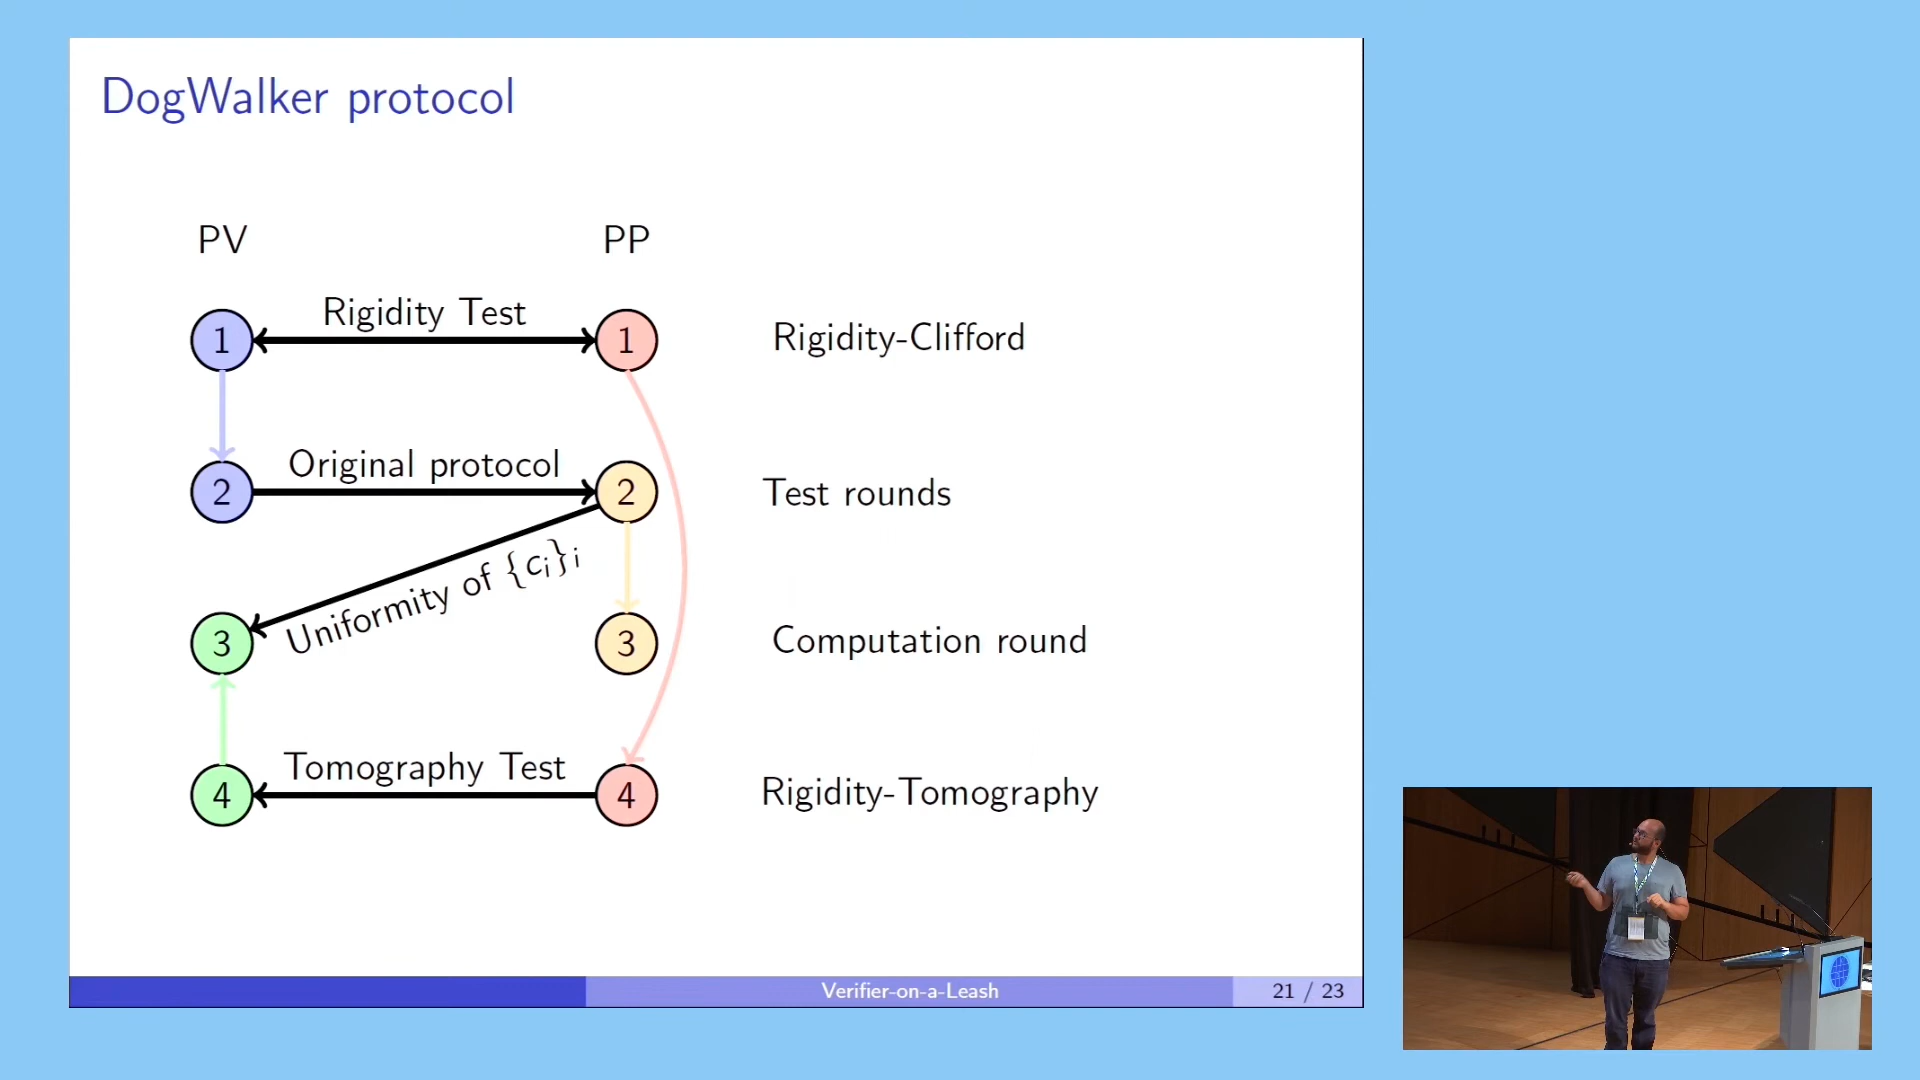 DogWalker protocol
PV PP
1 Rigidity Test 1 Rigidity-Clifford
2 Original protocol 2 Test rounds
Uniformity of {c_i}_i
3 3 Computation round
4 Tomography Test 4 Rigidity-Tomography
Verifier-on-a-Leash 21 / 23